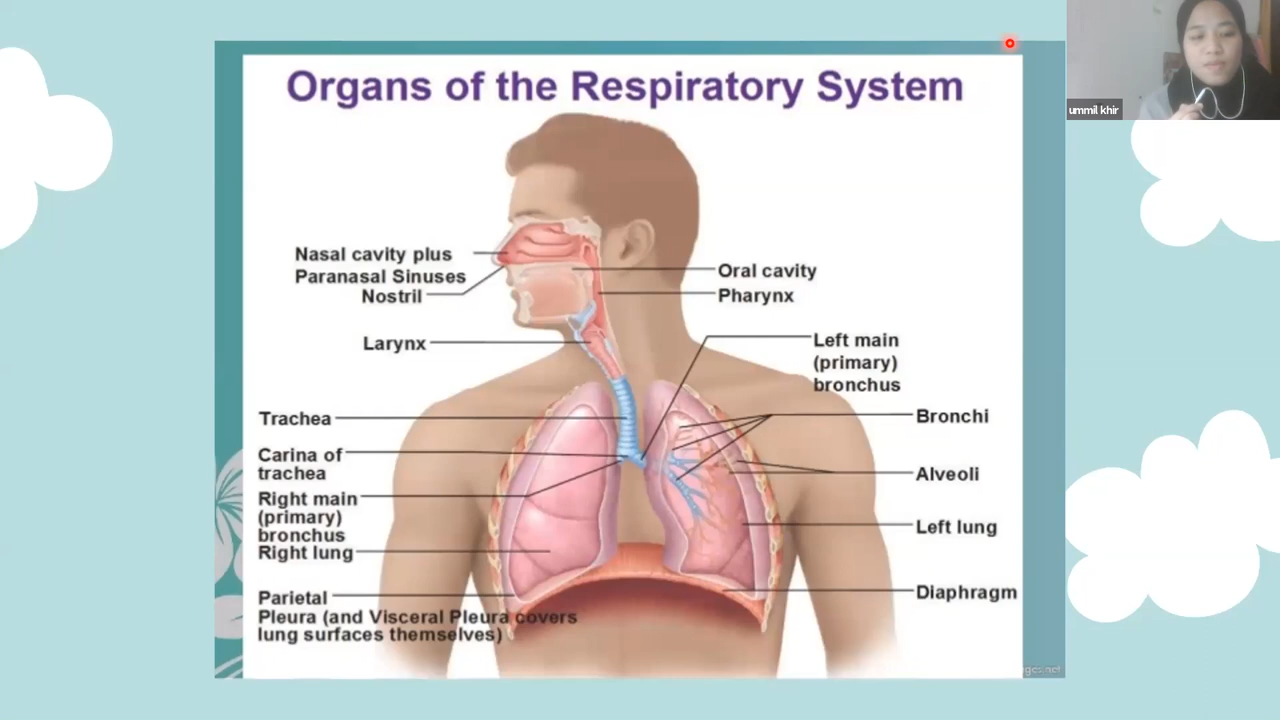 Organs of the Respiratory System
ummil khir
Nasal cavity plus
Paranasal Sinuses
Nostril
Oral cavity
Pharynx
Larynx
Left main
(primary)
bronchus
Trachea
Bronchi
Carina of
trachea
Alveoli
Right main
(primary)
bronchus
Right lung
Left lung
Parietal
Pleura (and Visceral Pleura covers
lung surfaces themselves)
Diaphragm